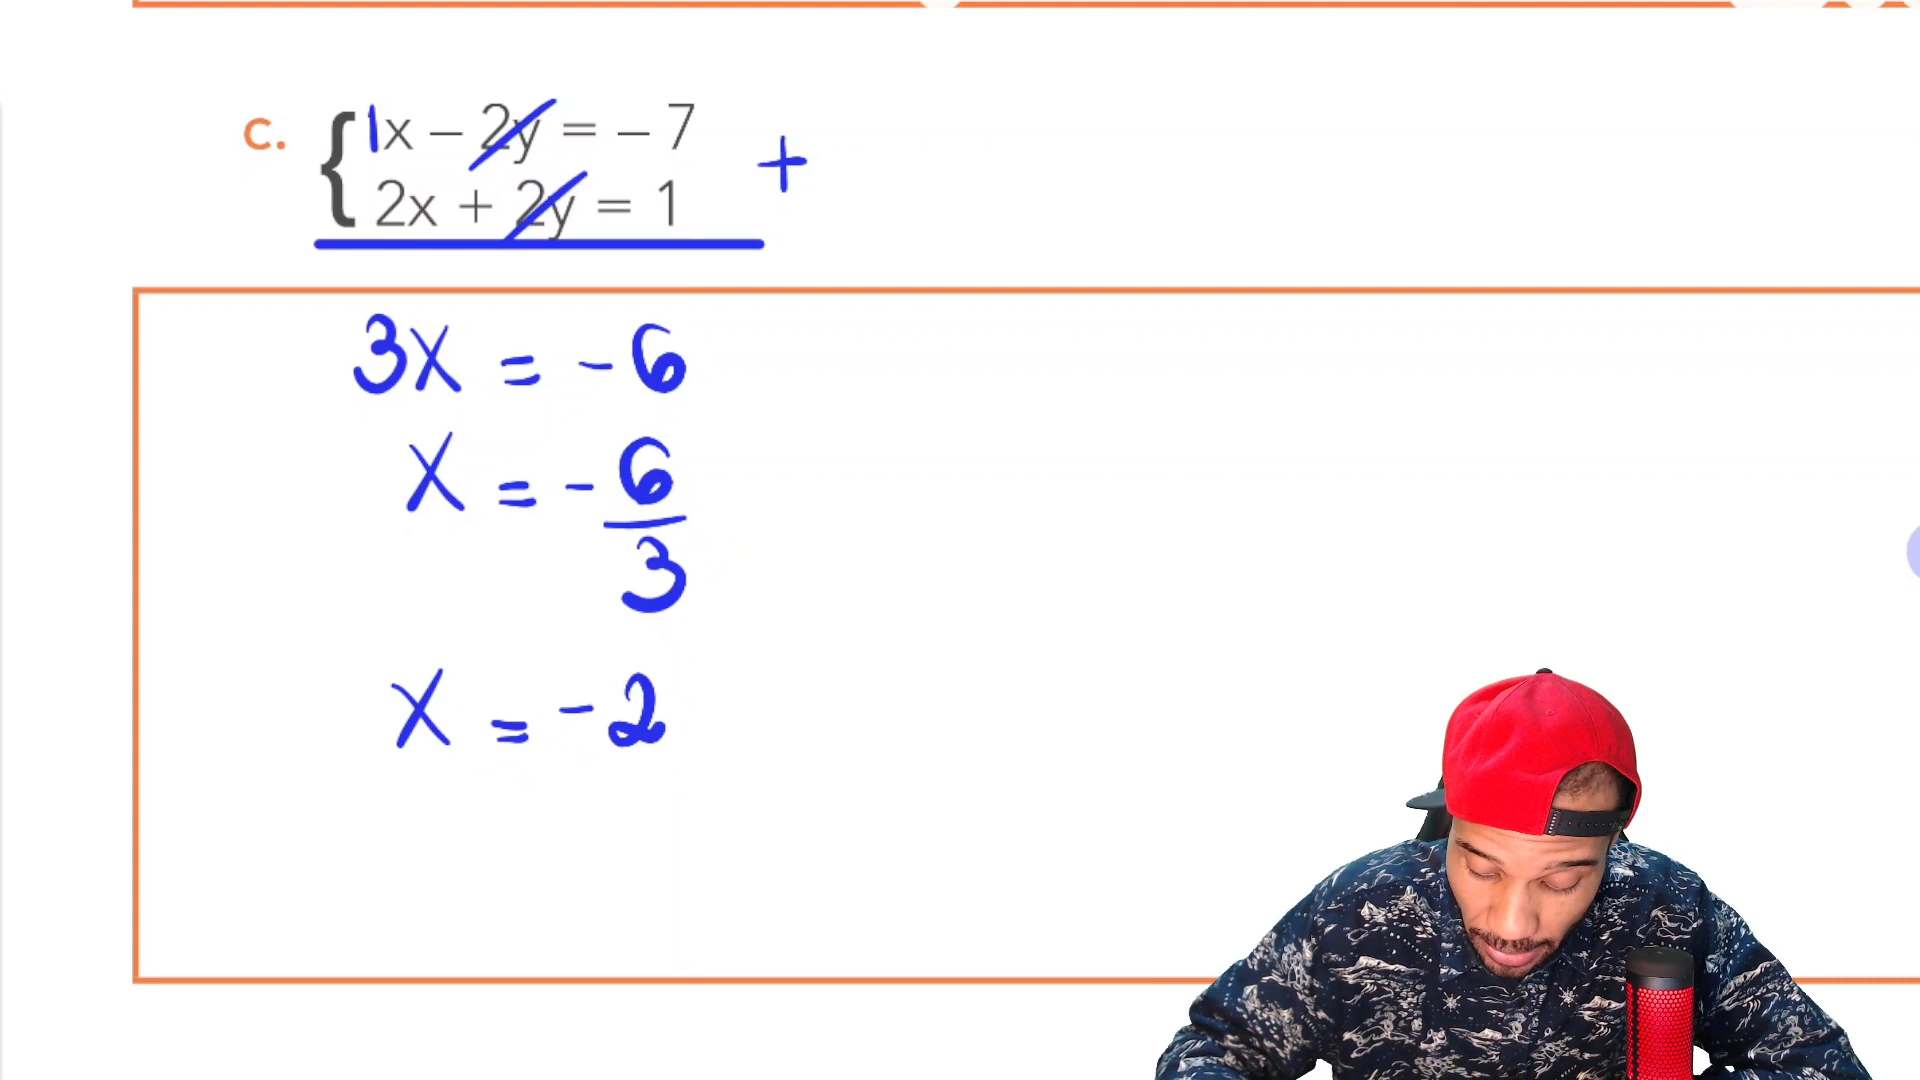 c. { 1x – 2y = – 7
2x + 2y = 1 +
3x = - 6
x = - 6
3
x = - 2